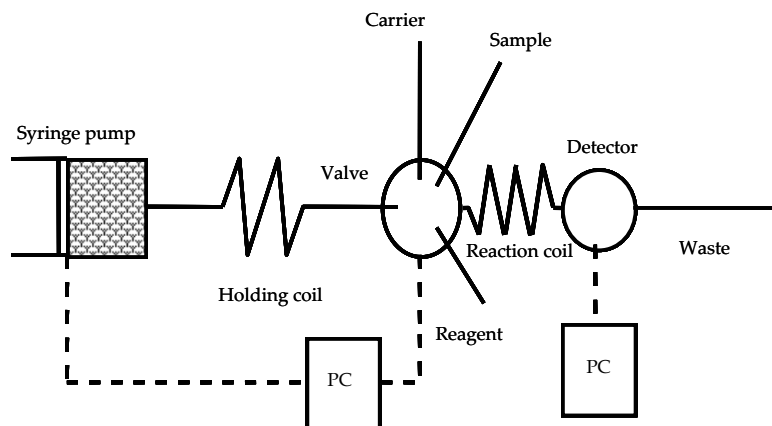 Carrier
Sample
Syringe pump
Valve
Detector
Reaction coil
Waste
Holding coil
Reagent
PC
PC